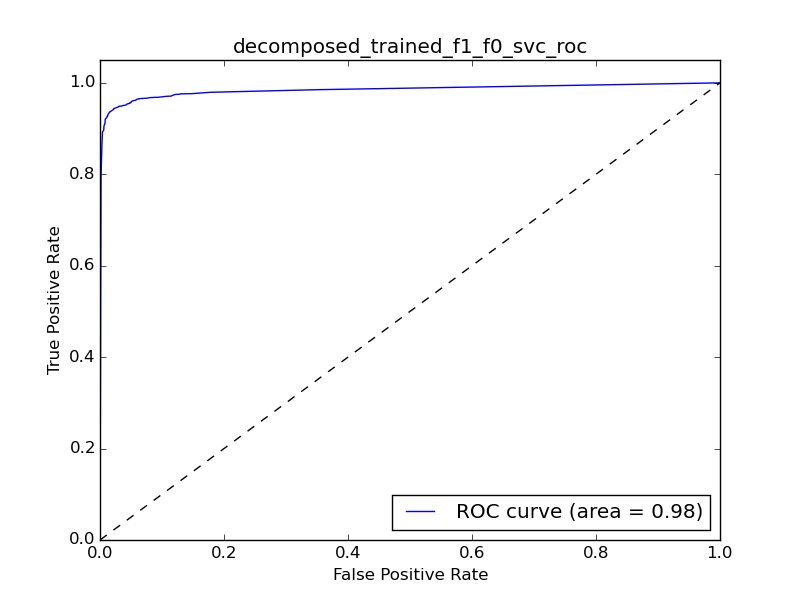 decomposed_trained_f1_f0_svc_roc
True Positive Rate
1.0
0.8
0.6
0.4
0.2
0.0
ROC curve (area = 0.98)
0.0 0.2 0.4 0.6 0.8 1.0
False Positive Rate